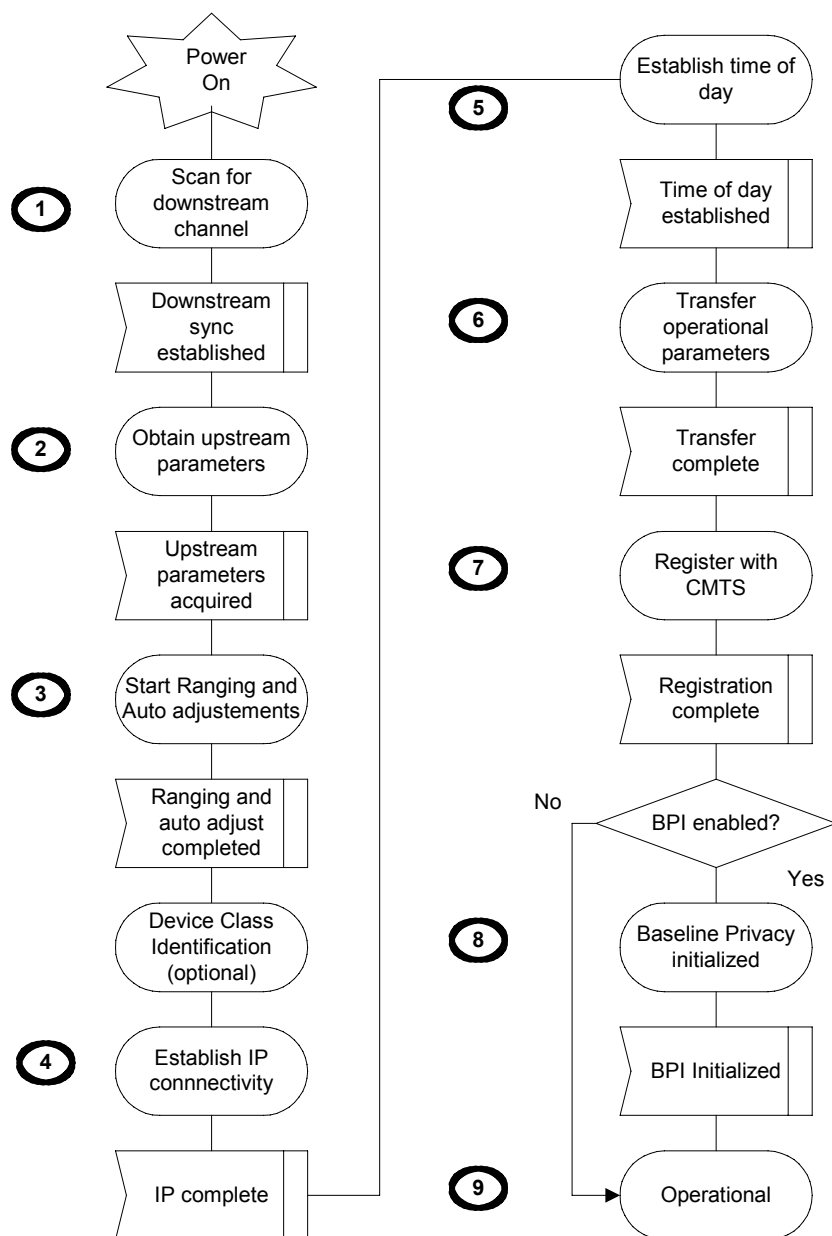 Power
On
1
Scan for
downstream
channel
Downstream
sync
established
2
Obtain upstream
parameters
Upstream
parameters
acquired
3
Start Ranging and
Auto adjustements
Ranging and
auto adjust
completed
Device Class
Identification
(optional)
4
Establish IP
connnectivity
IP complete
5
Establish time of
day
Time of day
established
6
Transfer
operational
parameters
Transfer
complete
7
Register with
CMTS
Registration
complete
No
BPI enabled?
Yes
8
Baseline Privacy
initialized
BPI Initialized
9
Operational